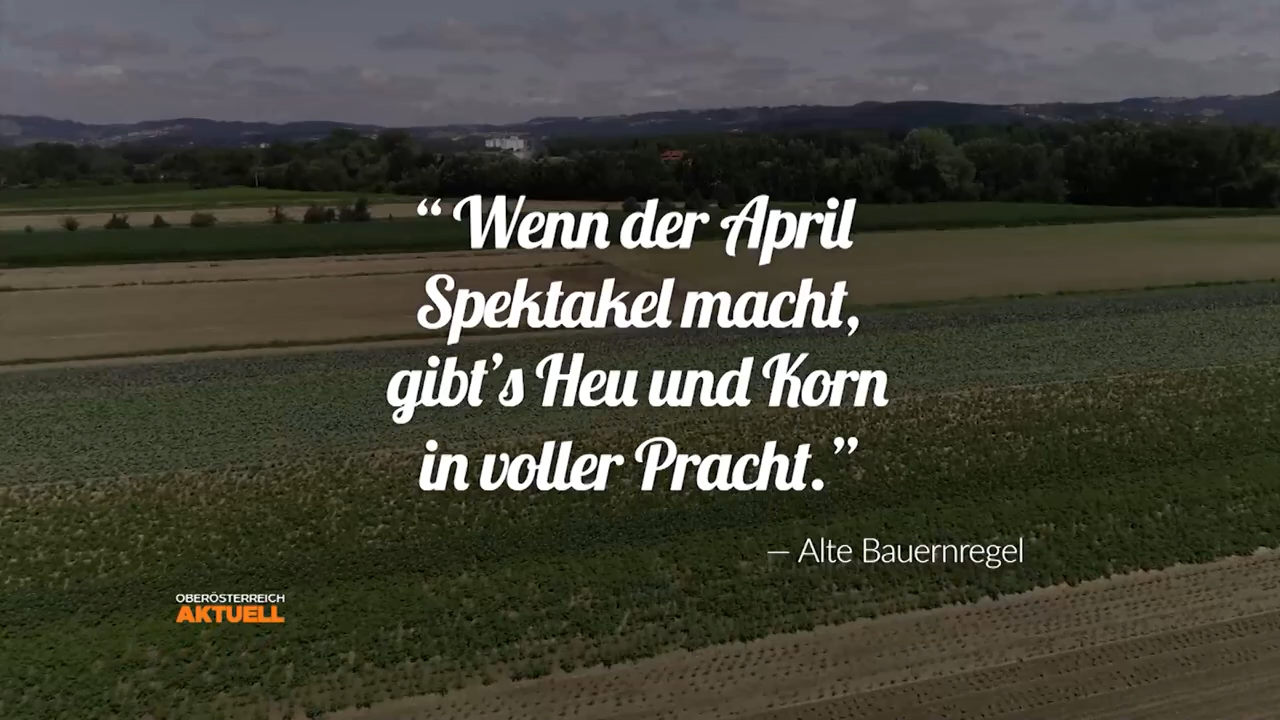 “Wenn der April
Spektakel macht,
gibt’s Heu und Korn
in voller Pracht.”
— Alte Bauernregel
OBERÖSTERREICH
AKTUELL